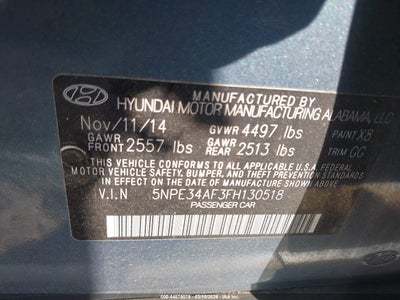 MFD. BY
HYUNDAI MOTOR MANUFACTURING ALABAMA, LLC
Nov/11/14 GVWR 4497 lbs PAINT X8
GAWR FRONT 2557 lbs GAWR REAR 2513 lbs TRIM GG
THIS VEHICLE CONFORMS TO ALL APPLICABLE U.S.A FEDERAL
MOTOR VEHICLE SAFETY, BUMPER, AND THEFT PREVENTION
STANDARDS IN EFFECT ON THE DATE OF MANUFACTURE SHOWN ABOVE.
V.I.N 5NPE34AF3FH130518
PASSENGER CAR